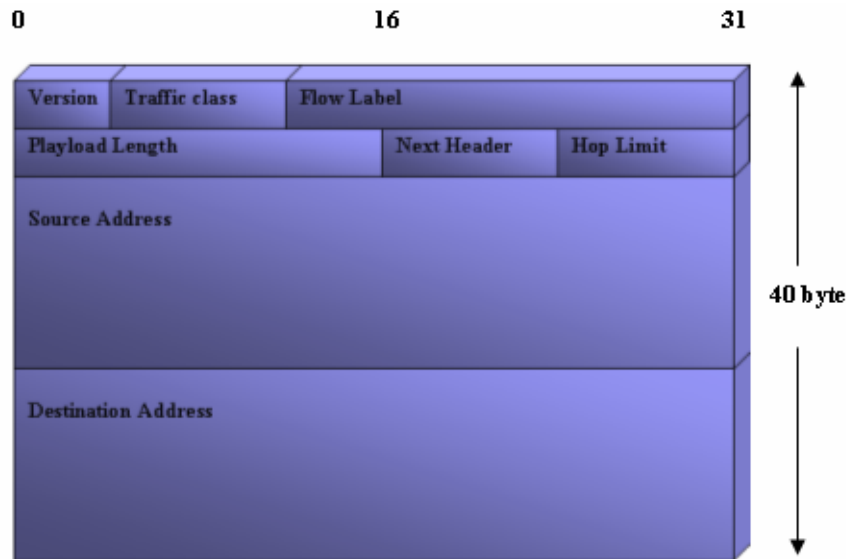 0 16 31
Version Traffic class Flow Label
Playload Length Next Header Hop Limit
Source Address
40 byte
Destination Address